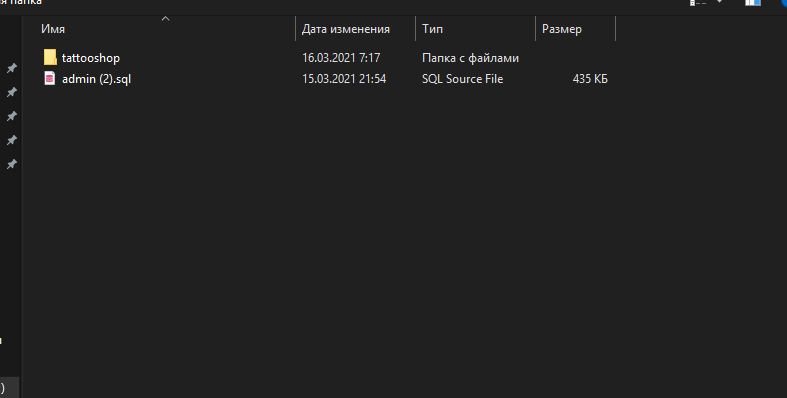 я папка
Имя Дата изменения Тип Размер
tattooshop 16.03.2021 7:17 Папка с файлами
admin (2).sql 15.03.2021 21:54 SQL Source File 435 КБ
)